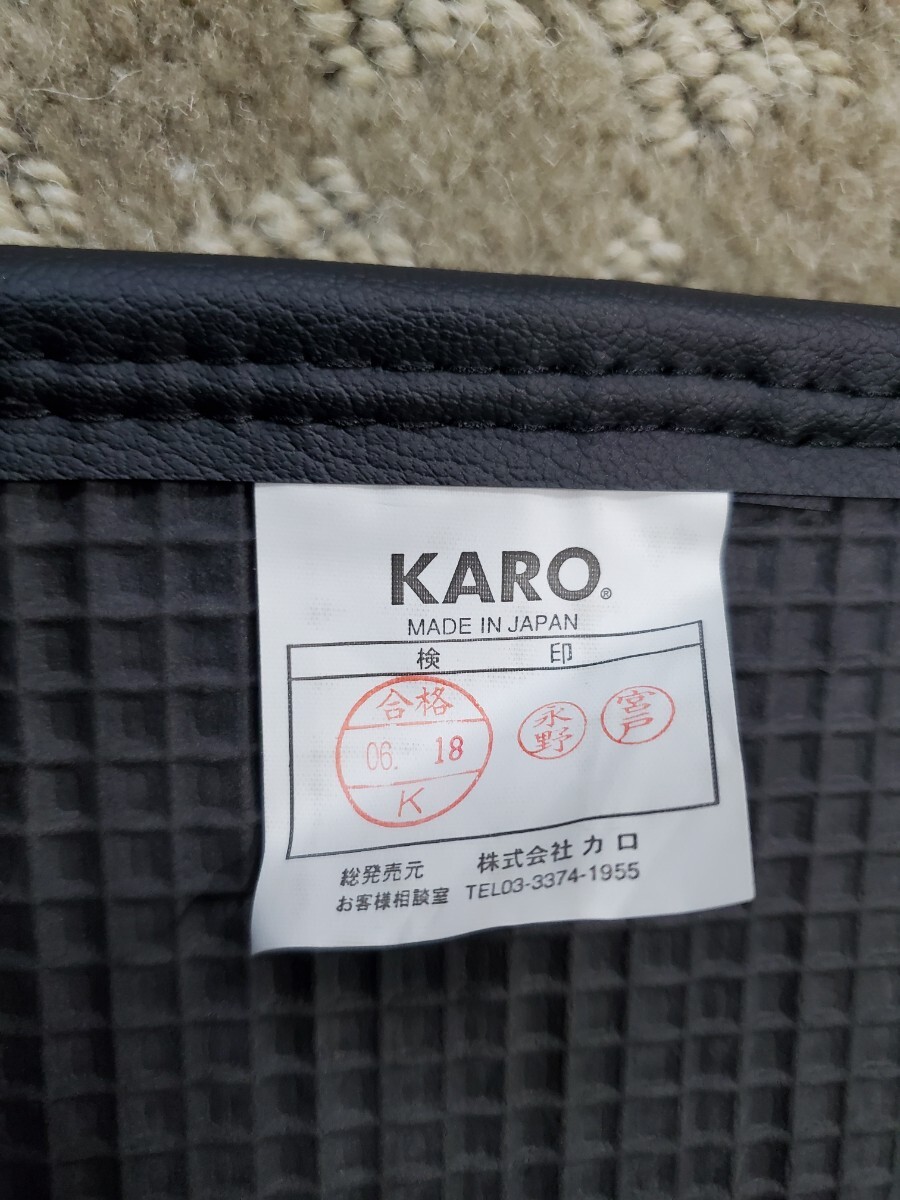 KARO®
MADE IN JAPAN
検 印
合格
06. 18
K
永野
宮戸
総発売元 株式会社 カロ
お客様相談室 TEL03-3374-1955